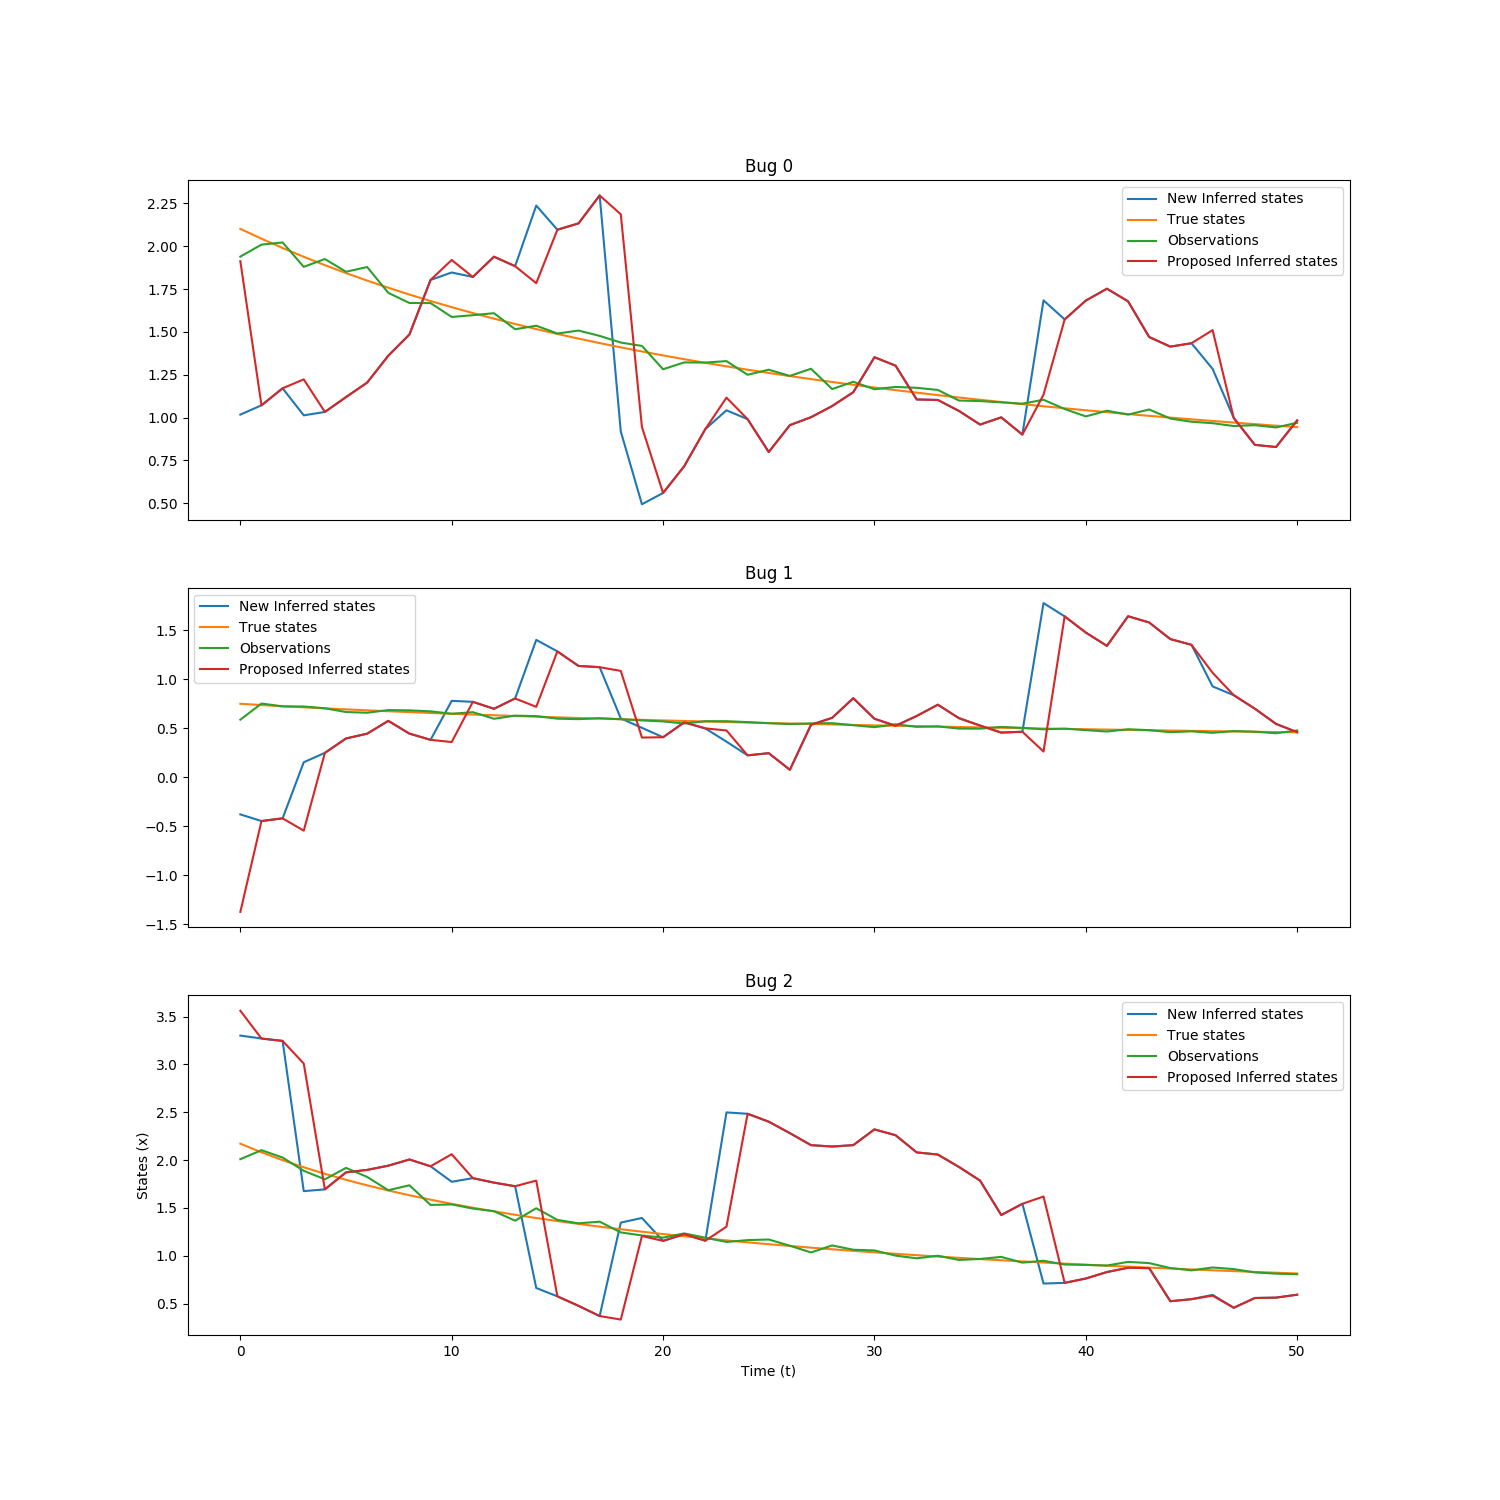 Bug 0
2.25
2.00
1.75
1.50
1.25
1.00
0.75
0.50
New Inferred states
True states
Observations
Proposed Inferred states
Bug 1
1.5
1.0
0.5
0.0
−0.5
−1.0
−1.5
New Inferred states
True states
Observations
Proposed Inferred states
Bug 2
States (x)
3.5
3.0
2.5
2.0
1.5
1.0
0.5
New Inferred states
True states
Observations
Proposed Inferred states
0 10 20 30 40 50
Time (t)